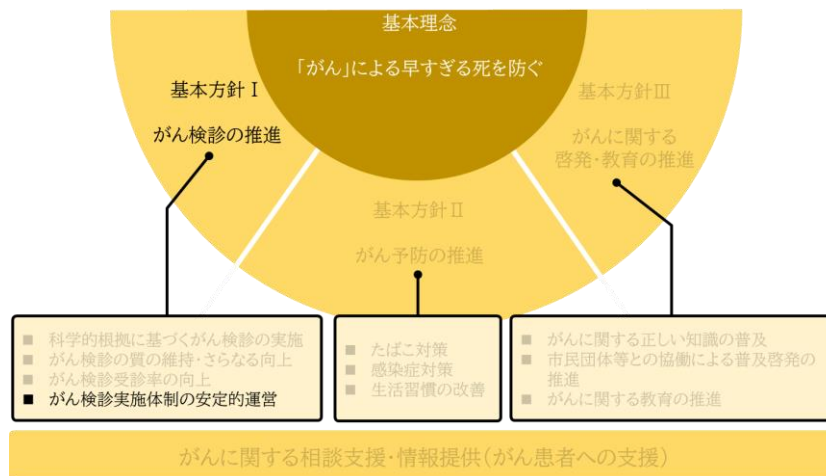 基本理念
「がん」による早すぎる死を防ぐ
基本方針Ⅰ
がん検診の推進
基本方針Ⅱ
がん予防の推進
基本方針Ⅲ
がんに関する
啓発・教育の推進
■ 科学的根拠に基づくがん検診の実施
■ がん検診の質の維持・さらなる向上
■ がん検診受診率の向上
■ がん検診実施体制の安定的運営
■ たばこ対策
■ 感染症対策
■ 生活習慣の改善
■ がんに関する正しい知識の普及
■ 市民団体等との協働による普及啓発の
推進
■ がんに関する教育の推進
がんに関する相談支援・情報提供(がん患者への支援)